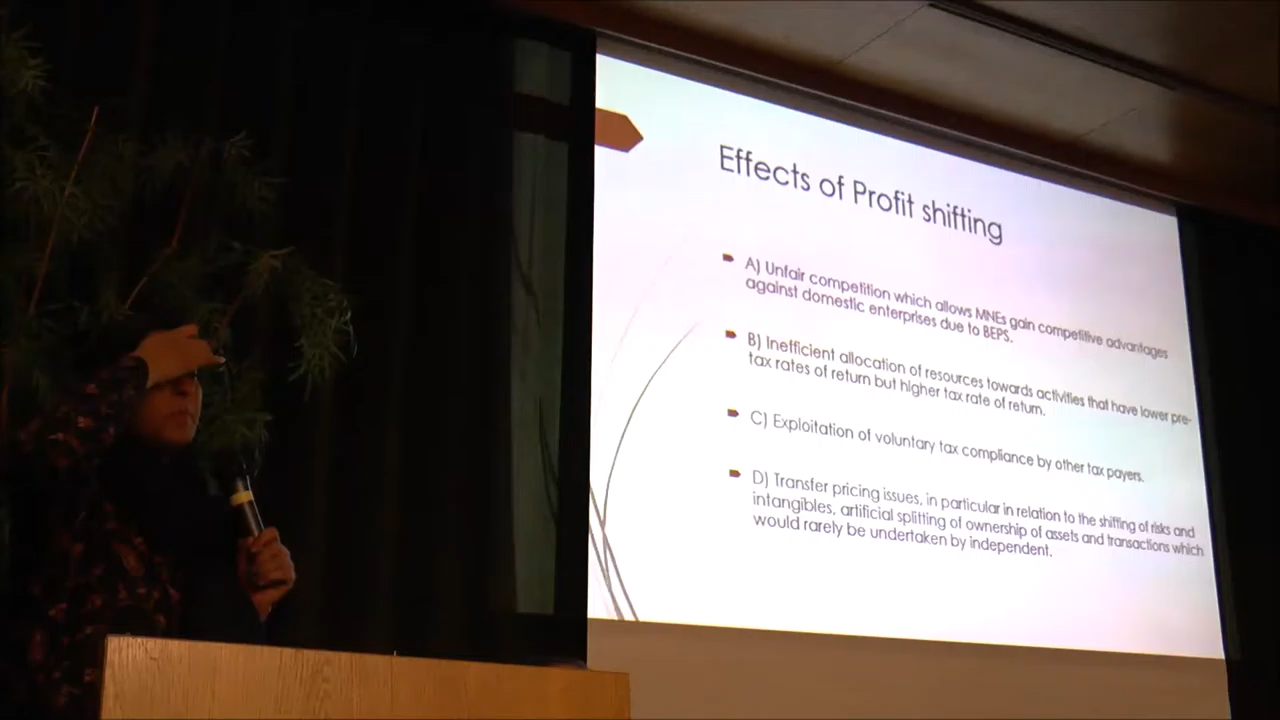 Effects of Profit shifting
A) Unfair competition which allows MNEs gain competitive advantages
against domestic enterprises due to BEPS.
B) Inefficient allocation of resources towards activities that have lower pre-
tax rates of return but higher tax rate of return.
C) Exploitation of voluntary tax compliance by other tax payers.
D) Transfer pricing issues, in particular in relation to the shifting of risks and
intangibles, artificial splitting of ownership of assets and transactions which
would rarely be undertaken by independent.